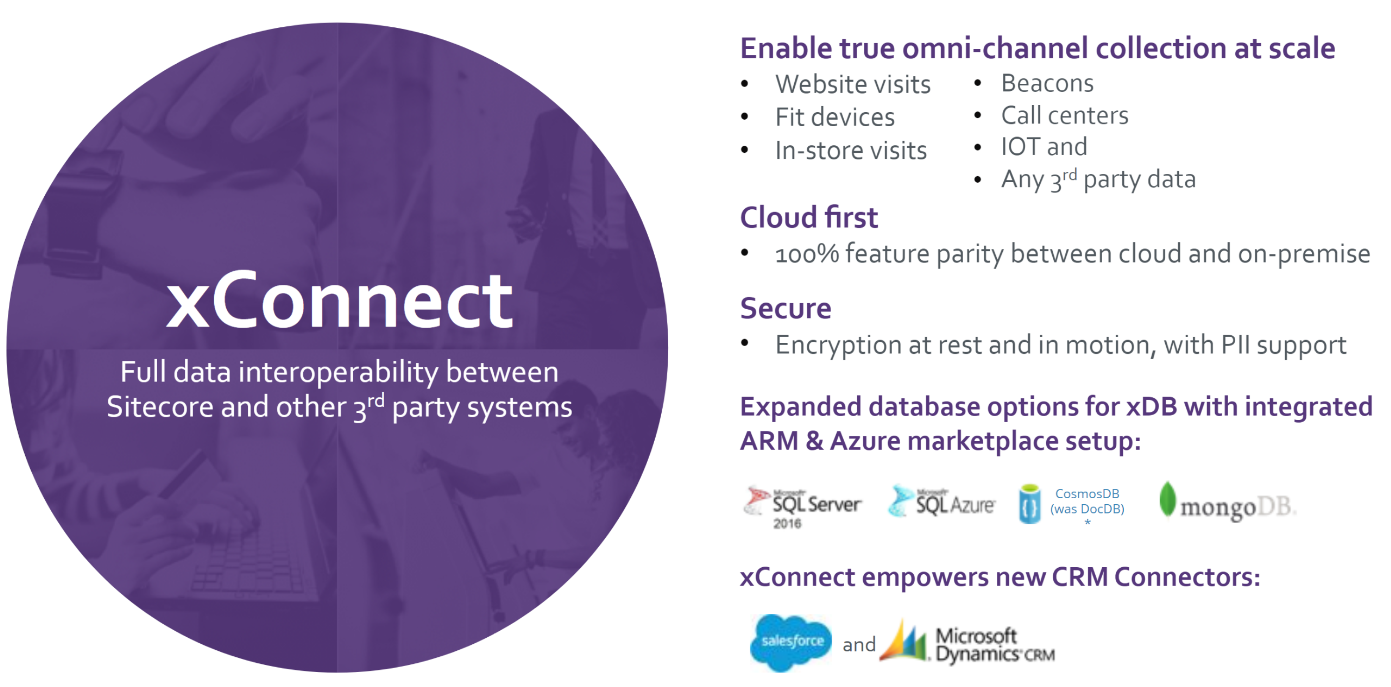 xConnect
Full data interoperability between
Sitecore and other 3rd party systems
Enable true omni-channel collection at scale
• Website visits
• Fit devices
• In-store visits
• Beacons
• Call centers
• IOT and
• Any 3rd party data
Cloud first
• 100% feature parity between cloud and on-premise
Secure
• Encryption at rest and in motion, with PII support
Expanded database options for xDB with integrated
ARM & Azure marketplace setup:
Microsoft
SQL Server
2016
Microsoft
SQL Azure
CosmosDB
(was DocDB)
*
mongoDB.
xConnect empowers new CRM Connectors:
salesforce
and
Microsoft
Dynamics CRM